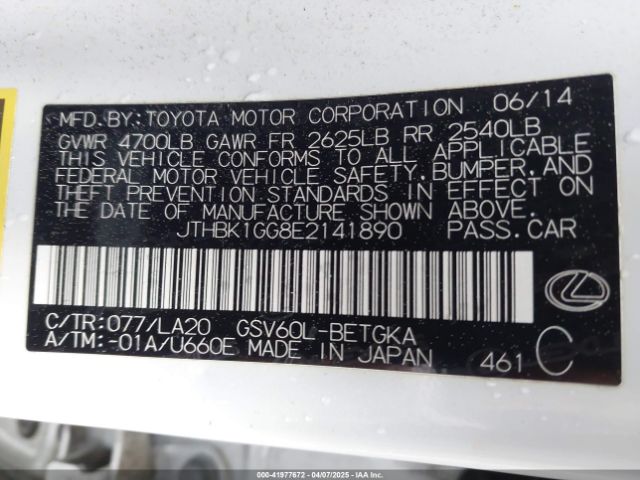 MFD.BY:TOYOTA MOTOR CORPORATION 06/14
GVWR 4700LB GAWR FR 2625LB RR 2540LB
THIS VEHICLE CONFORMS TO ALL APPLICABLE
FEDERAL MOTOR VEHICLE SAFETY,BUMPER,AND
THEFT PREVENTION STANDARDS IN EFFECT ON
THE DATE OF MANUFACTURE SHOWN ABOVE.
JTHBK1GG8E2141890 PASS.CAR
C/TR:077/LA20 GSV60L-BETGKA
A/TM:-01A/U660E MADE IN JAPAN 461 C
000-41977672 - 04/07/2025 - IAAI.COM